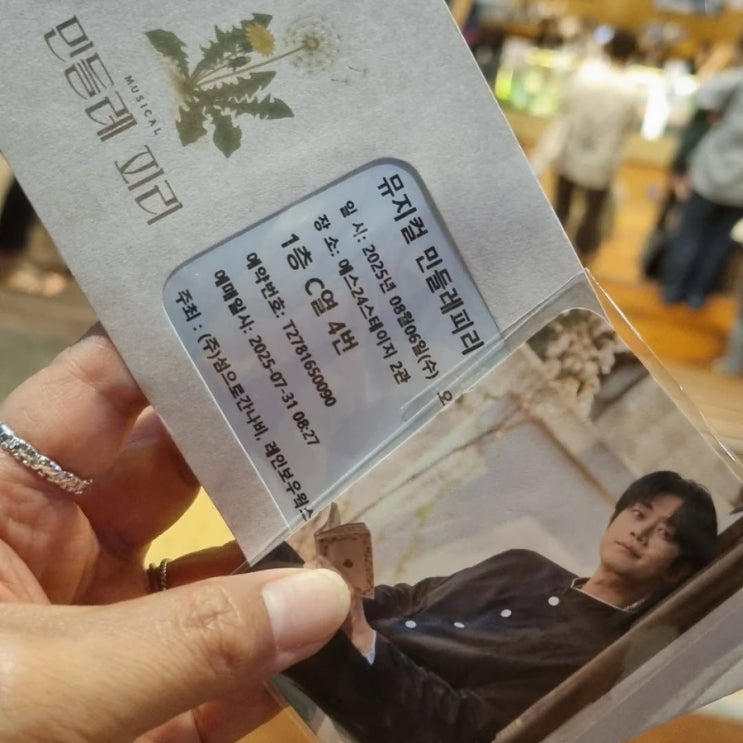 민들레 피리
MUSICAL
뮤지컬 민들레피리
일 시: 2025년 08월06일(수) 오
장 소: 예스24스테이지 2관
1층 C열 4번
예약번호: T2781650090
예매일시: 2025-07-31 08:27
주최 : (주)섬으로간나비, 레인보우웍스